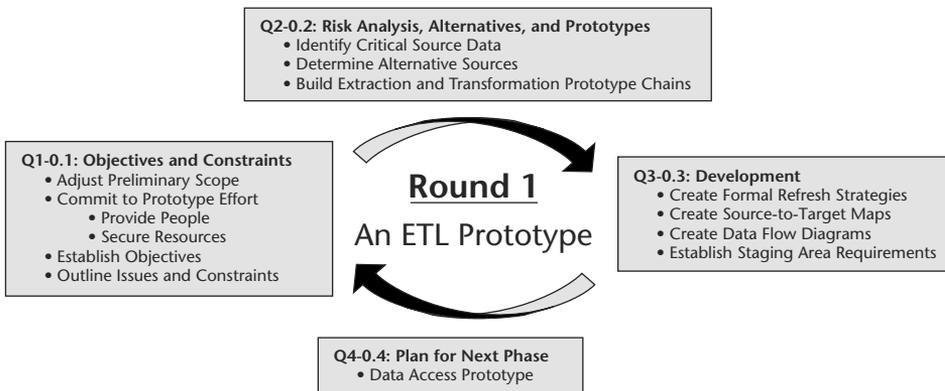 Q2-0.2: Risk Analysis, Alternatives, and Prototypes
• Identify Critical Source Data
• Determine Alternative Sources
• Build Extraction and Transformation Prototype Chains
Q1-0.1: Objectives and Constraints
• Adjust Preliminary Scope
• Commit to Prototype Effort
• Provide People
• Secure Resources
• Establish Objectives
• Outline Issues and Constraints
Round 1
An ETL Prototype
Q3-0.3: Development
• Create Formal Refresh Strategies
• Create Source-to-Target Maps
• Create Data Flow Diagrams
• Establish Staging Area Requirements
Q4-0.4: Plan for Next Phase
• Data Access Prototype